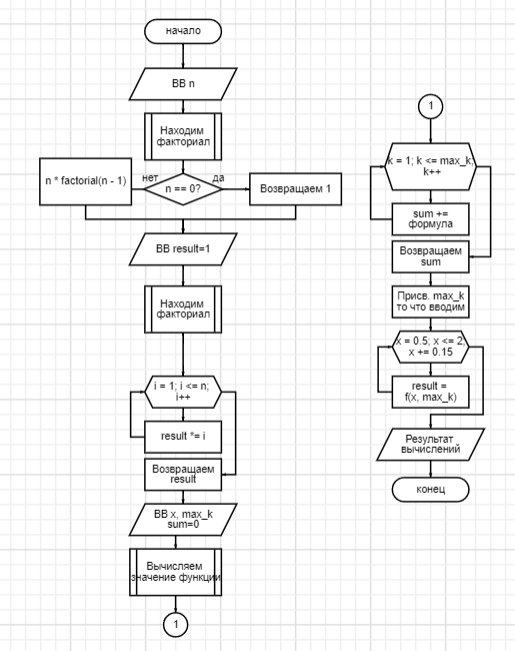 начало
ВВ n
Находим
факториал
нет
да
n * factorial(n - 1)
n == 0?
Возвращаем 1
ВВ result=1
Находим
факториал
i = 1; i <= n;
i++
result *= i
Возвращаем
result
ВВ x, max_k
sum=0
Вычисляем
значение функции
1
1
k = 1; k <= max_k;
k++
sum +=
формула
Возвращаем
sum
Присв. max_k
то что вводим
x = 0.5; x <= 2;
x += 0.15
result =
f(x, max_k)
Результат
вычислений
конец